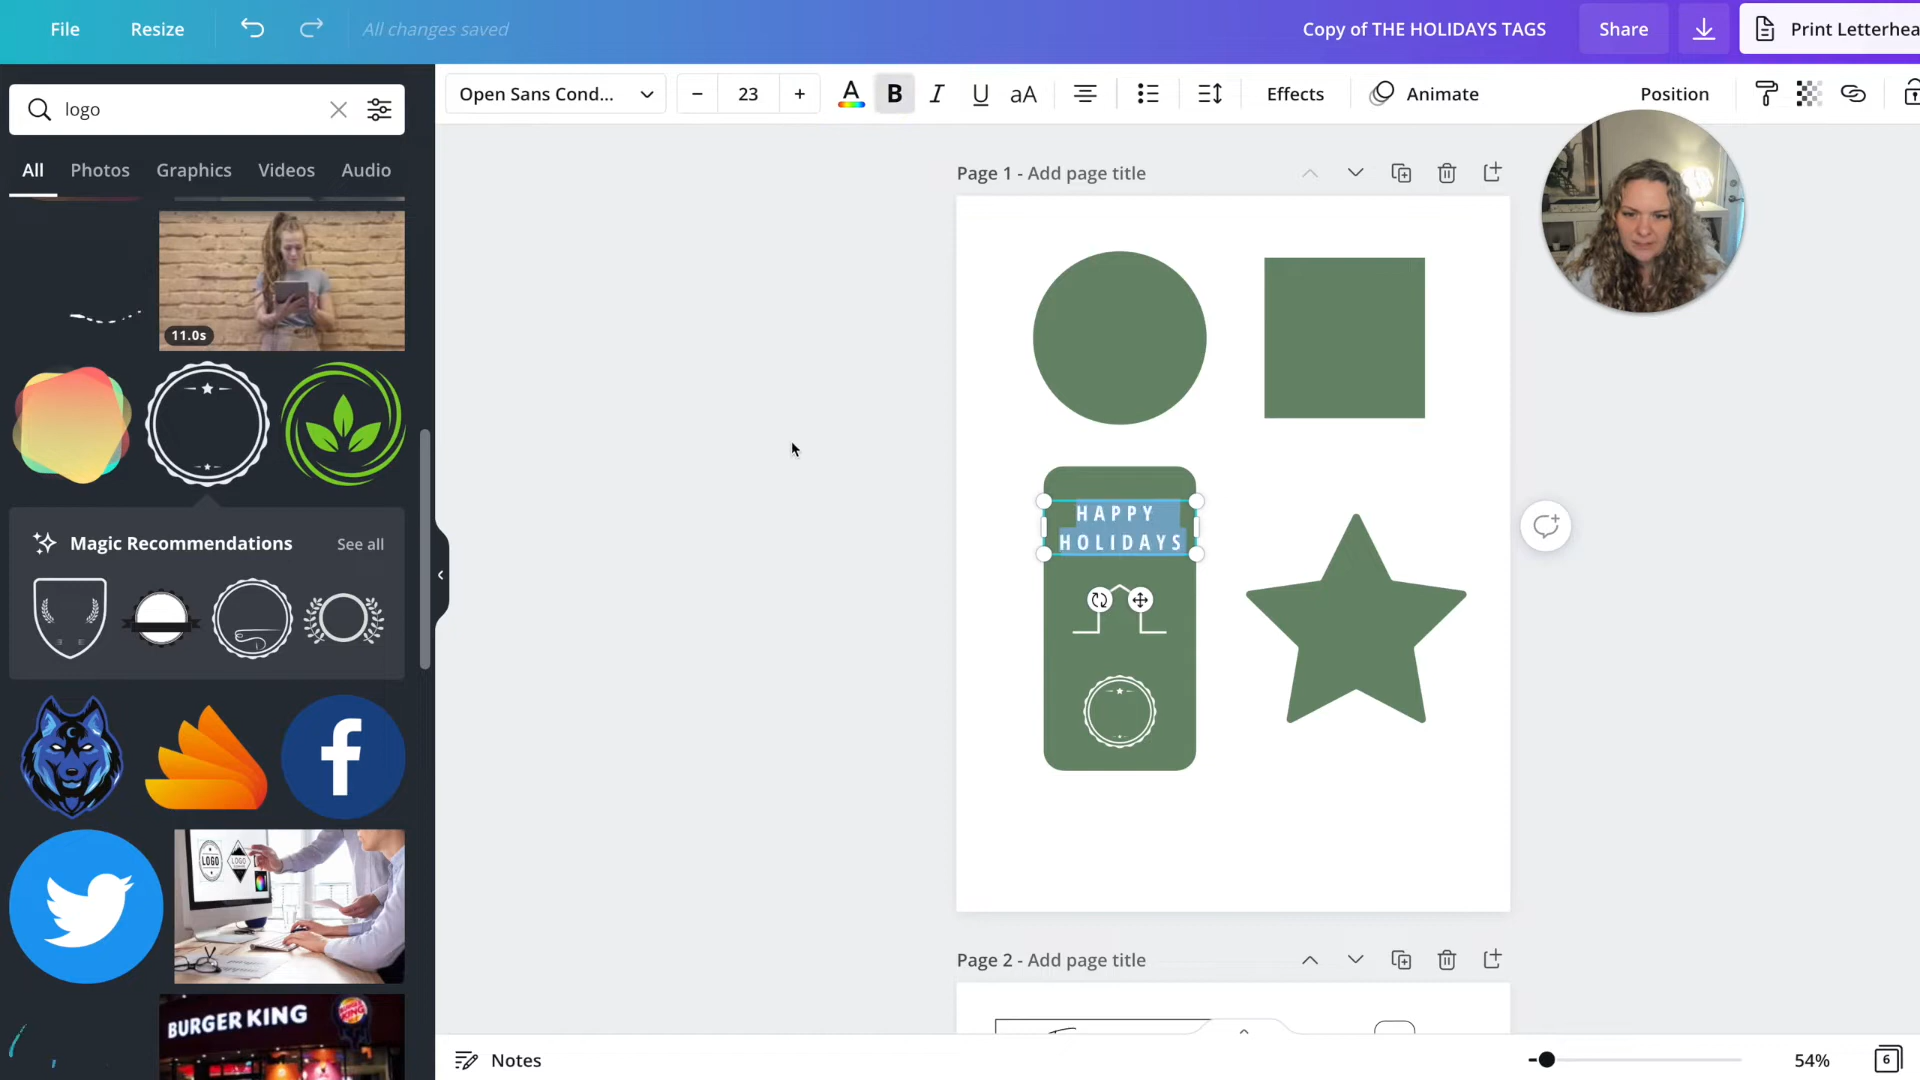 File
Resize
All changes saved
Copy of THE HOLIDAYS TAGS
Share
Print Letterhea
logo
Open Sans Cond...
23
A
B
I
U
aA
Effects
Animate
Position
All
Photos
Graphics
Videos
Audio
Page 1 - Add page title
11.0s
HAPPY
HOLIDAYS
Magic Recommendations
See all
f
LOGO
LOGO
BURGER KING
Page 2 - Add page title
Notes
54%
6